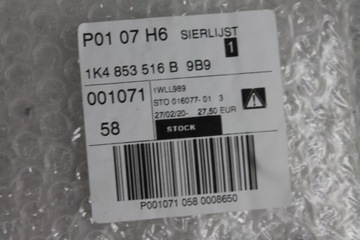 P01 07 H6 SIERLIJST
1
1K4 853 516 B 9B9
001071
1WLL989
STO 016077-01 3
58
27/02/20- 27,50 EUR
STOCK
P001071 058 0008650